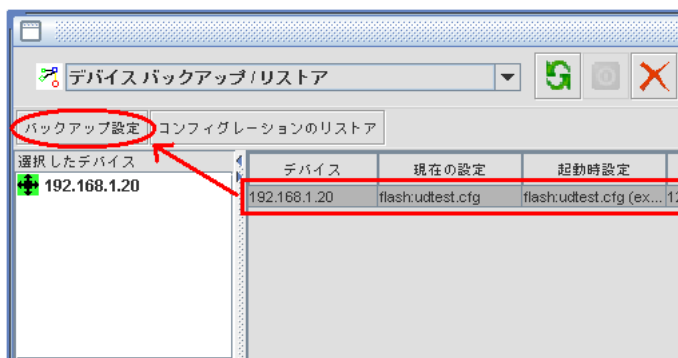 デバイス バックアップ / リストア
バックアップ設定 コンフィグレーションのリストア
選択したデバイス
192.168.1.20
デバイス 現在の設定 起動時設定
192.168.1.20 flash:udtest.cfg flash:udtest.cfg (ex... 12